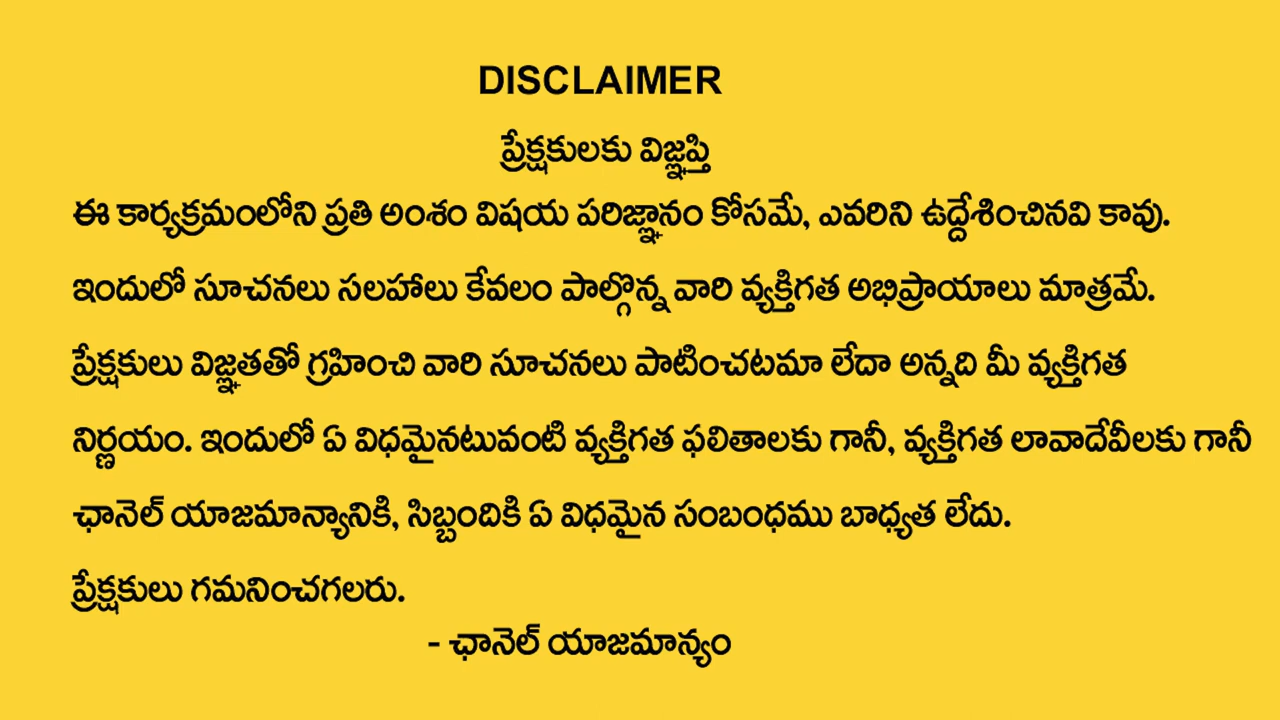 DISCLAIMER
ప్రేక్షకులకు విజ్ఞప్తి
ఈ కార్యక్రమంలోని ప్రతి అంశం విషయ పరిజ్ఞానం కోసమే, ఎవరిని ఉద్దేశించినవి కావు.
ఇందులో సూచనలు సలహాలు కేవలం పాల్గొన్న వారి వ్యక్తిగత అభిప్రాయాలు మాత్రమే.
ప్రేక్షకులు విజ్ఞతతో గ్రహించి వారి సూచనలు పాటించటమా లేదా అన్నది మీ వ్యక్తిగత
నిర్ణయం. ఇందులో ఏ విధమైనటువంటి వ్యక్తిగత ఫలితాలకు గానీ, వ్యక్తిగత లావాదేవీలకు గానీ
ఛానెల్ యాజమాన్యానికి, సిబ్బందికి ఏ విధమైన సంబంధము బాధ్యత లేదు.
ప్రేక్షకులు గమనించగలరు.
- ఛానెల్ యాజమాన్యం